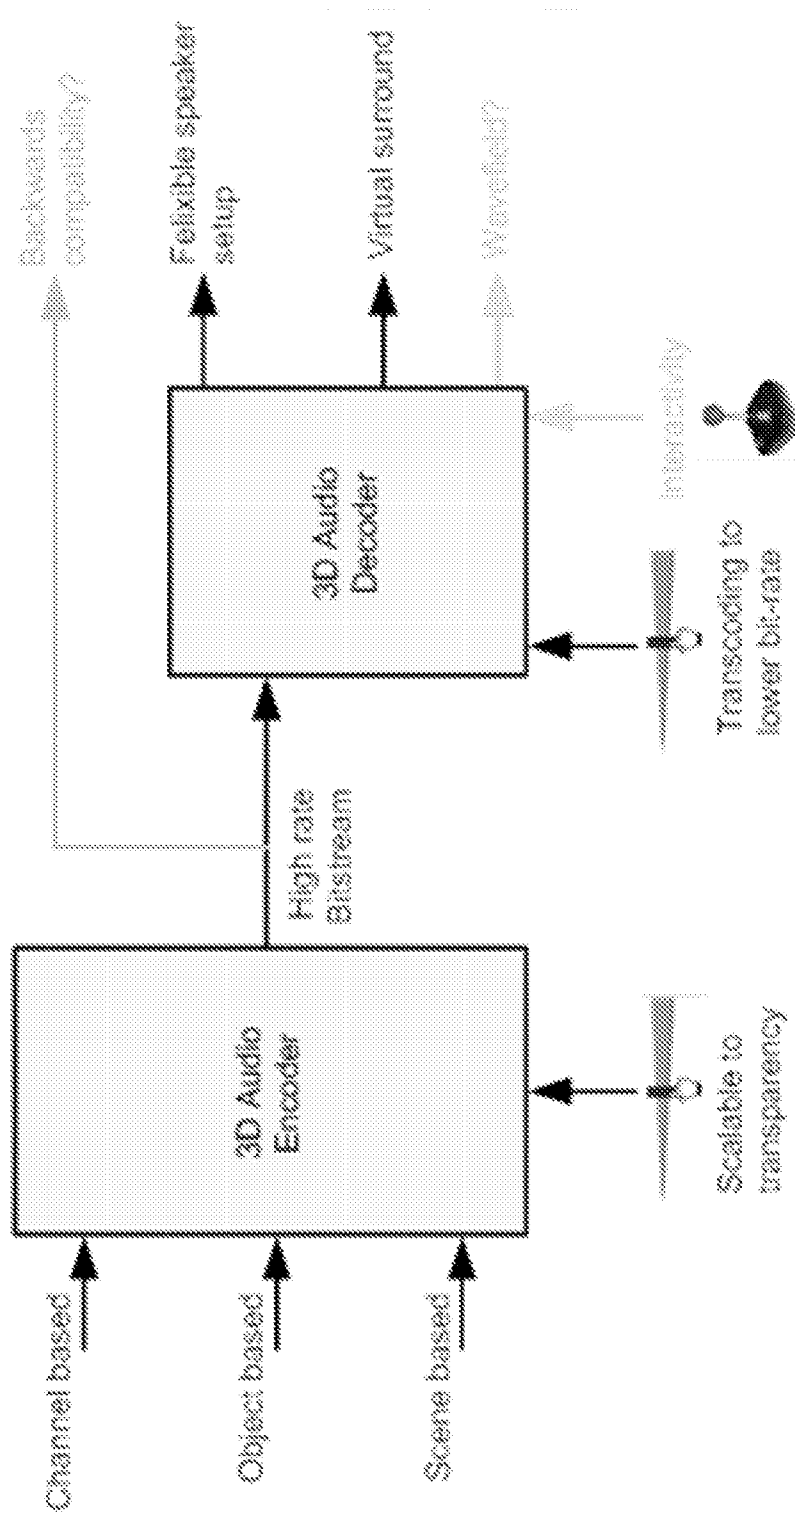 Channel based
Object based
Scene based
3D Audio
Encoder
Scalable to
transparency
High rate
Bitstream
3D Audio
Decoder
Transcoding to
lower bit-rate
Interactivity
Backwards
compatibility?
Felixible speaker
setup
Virtual surround
Wavefield?